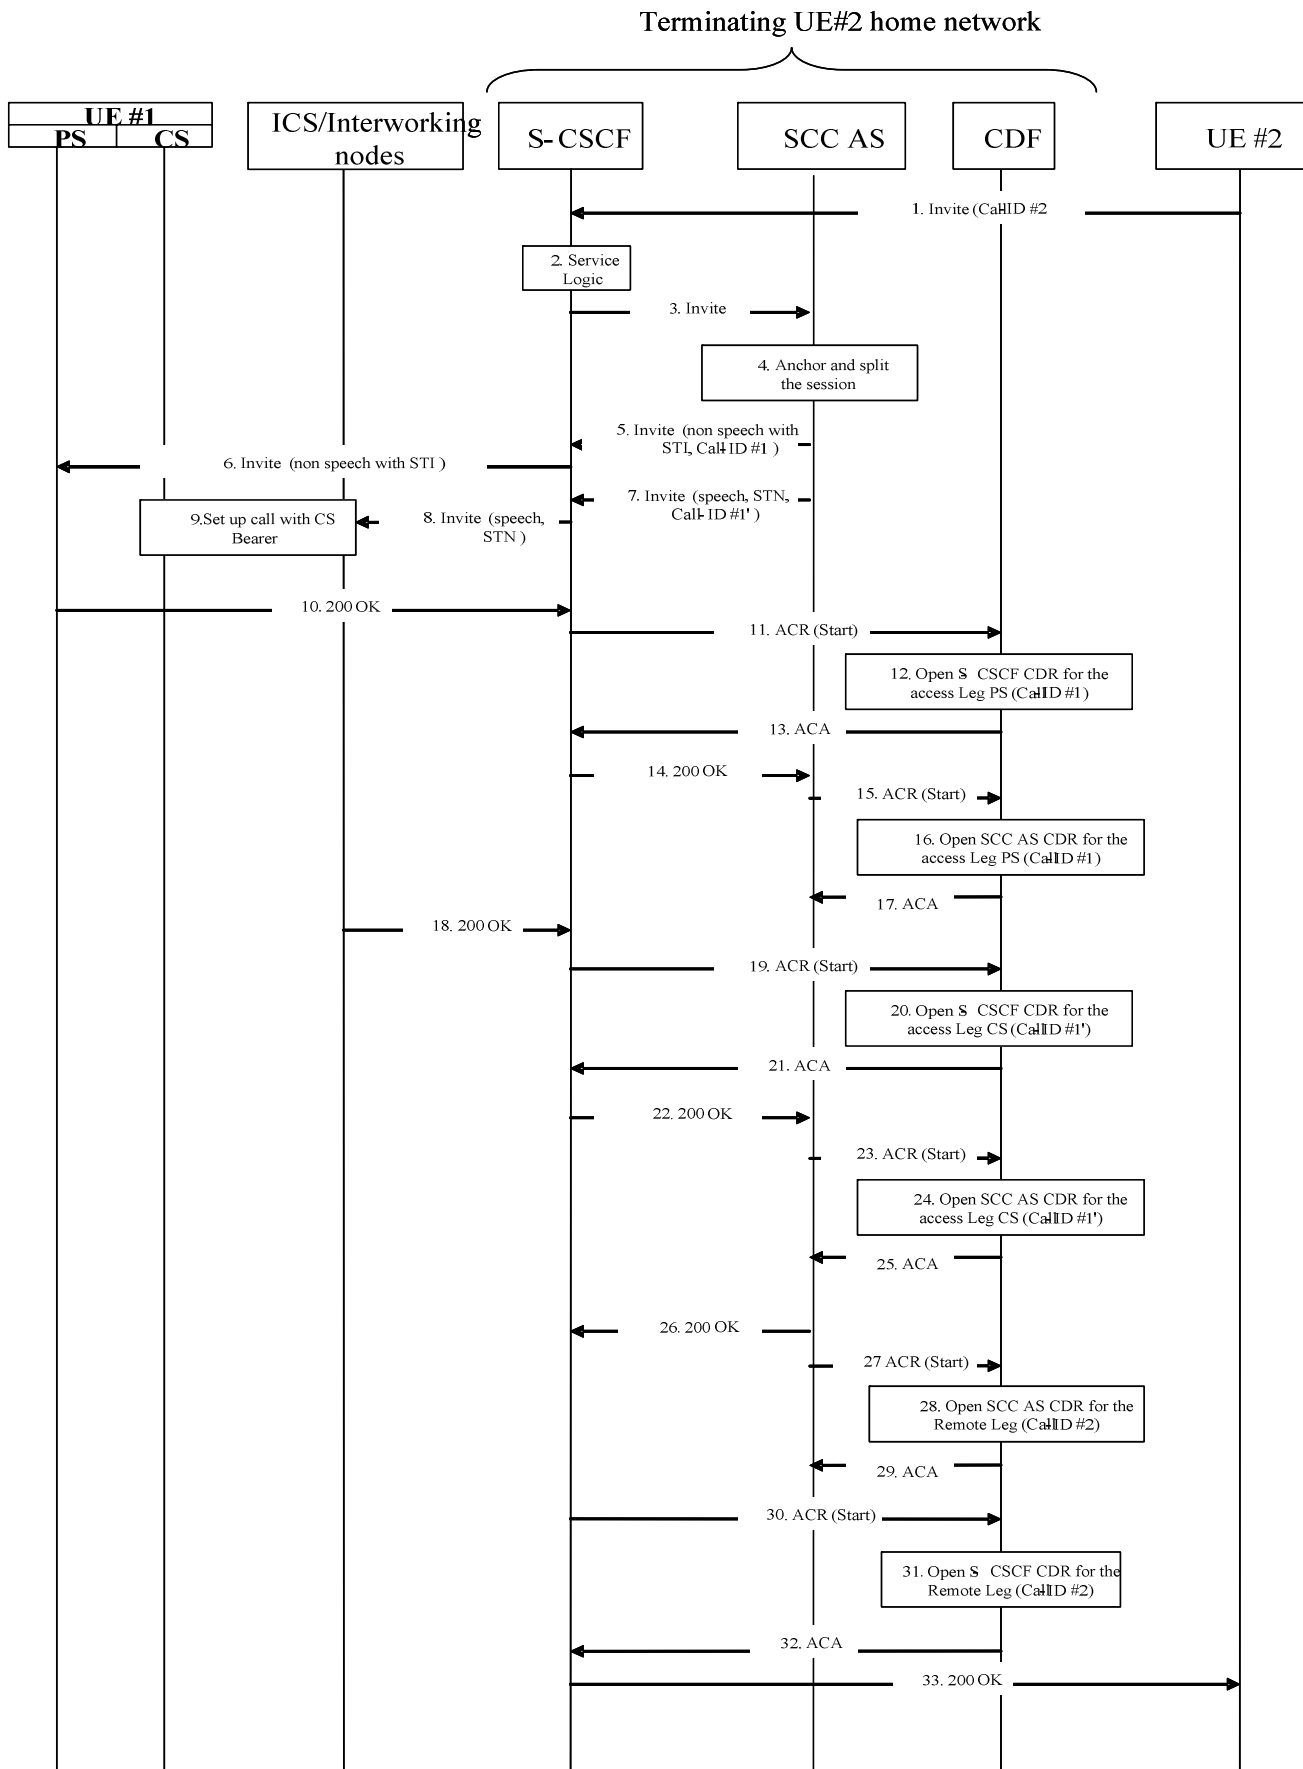 Terminating UE#2 home network
UE #1
PS
CS
ICS/Interworking
nodes
S-CSCF
SCC AS
CDF
UE #2
1. Invite (Call-ID #2
2. Service
Logic
3. Invite
4. Anchor and split
the session
5. Invite (non speech with
STI, Call-ID #1 )
6. Invite (non speech with STI )
7. Invite (speech, STN,
Call-ID #1' )
8. Invite (speech,
STN )
9.Set up call with CS
Bearer
10. 200 OK
11. ACR (Start)
12. Open S-CSCF CDR for the
access Leg PS (Call-ID #1)
13. ACA
14. 200 OK
15. ACR (Start)
16. Open SCC AS CDR for the
access Leg PS (Call-ID #1)
17. ACA
18. 200 OK
19. ACR (Start)
20. Open S-CSCF CDR for the
access Leg CS (Call-ID #1')
21. ACA
22. 200 OK
23. ACR (Start)
24. Open SCC AS CDR for the
access Leg CS (Call-ID #1')
25. ACA
26. 200 OK
27 ACR (Start)
28. Open SCC AS CDR for the
Remote Leg (Call-ID #2)
29. ACA
30. ACR (Start)
31. Open S-CSCF CDR for the
Remote Leg (Call-ID #2)
32. ACA
33. 200 OK